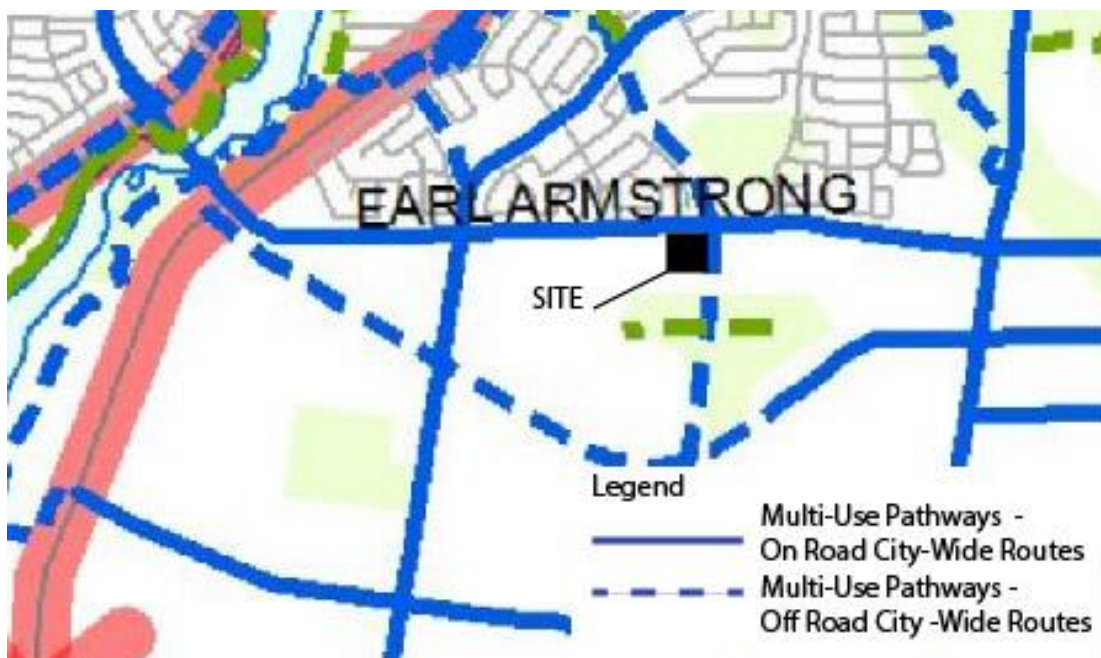 EARL ARMSTRONG
SITE
Legend
Multi-Use Pathways -
On Road City-Wide Routes
Multi-Use Pathways -
Off Road City -Wide Routes